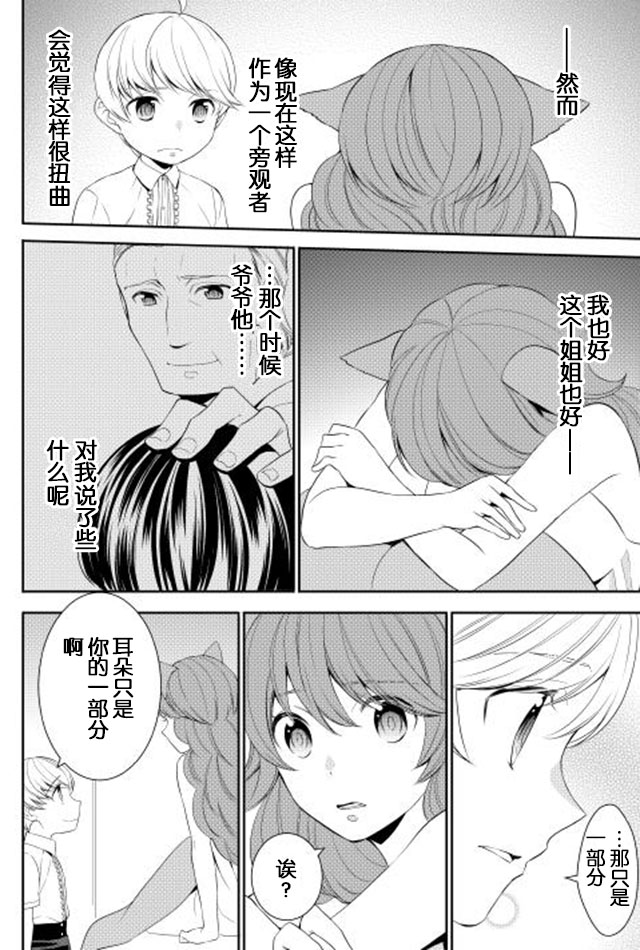 ——然而
像现在这样
作为一个旁观者
会觉得这样很扭曲
我也好
这个姐姐也好——
…那个时候
爷爷他……
对我说了些
什么呢
…那只是
一部分
诶？
耳朵只是
你的一部分
啊